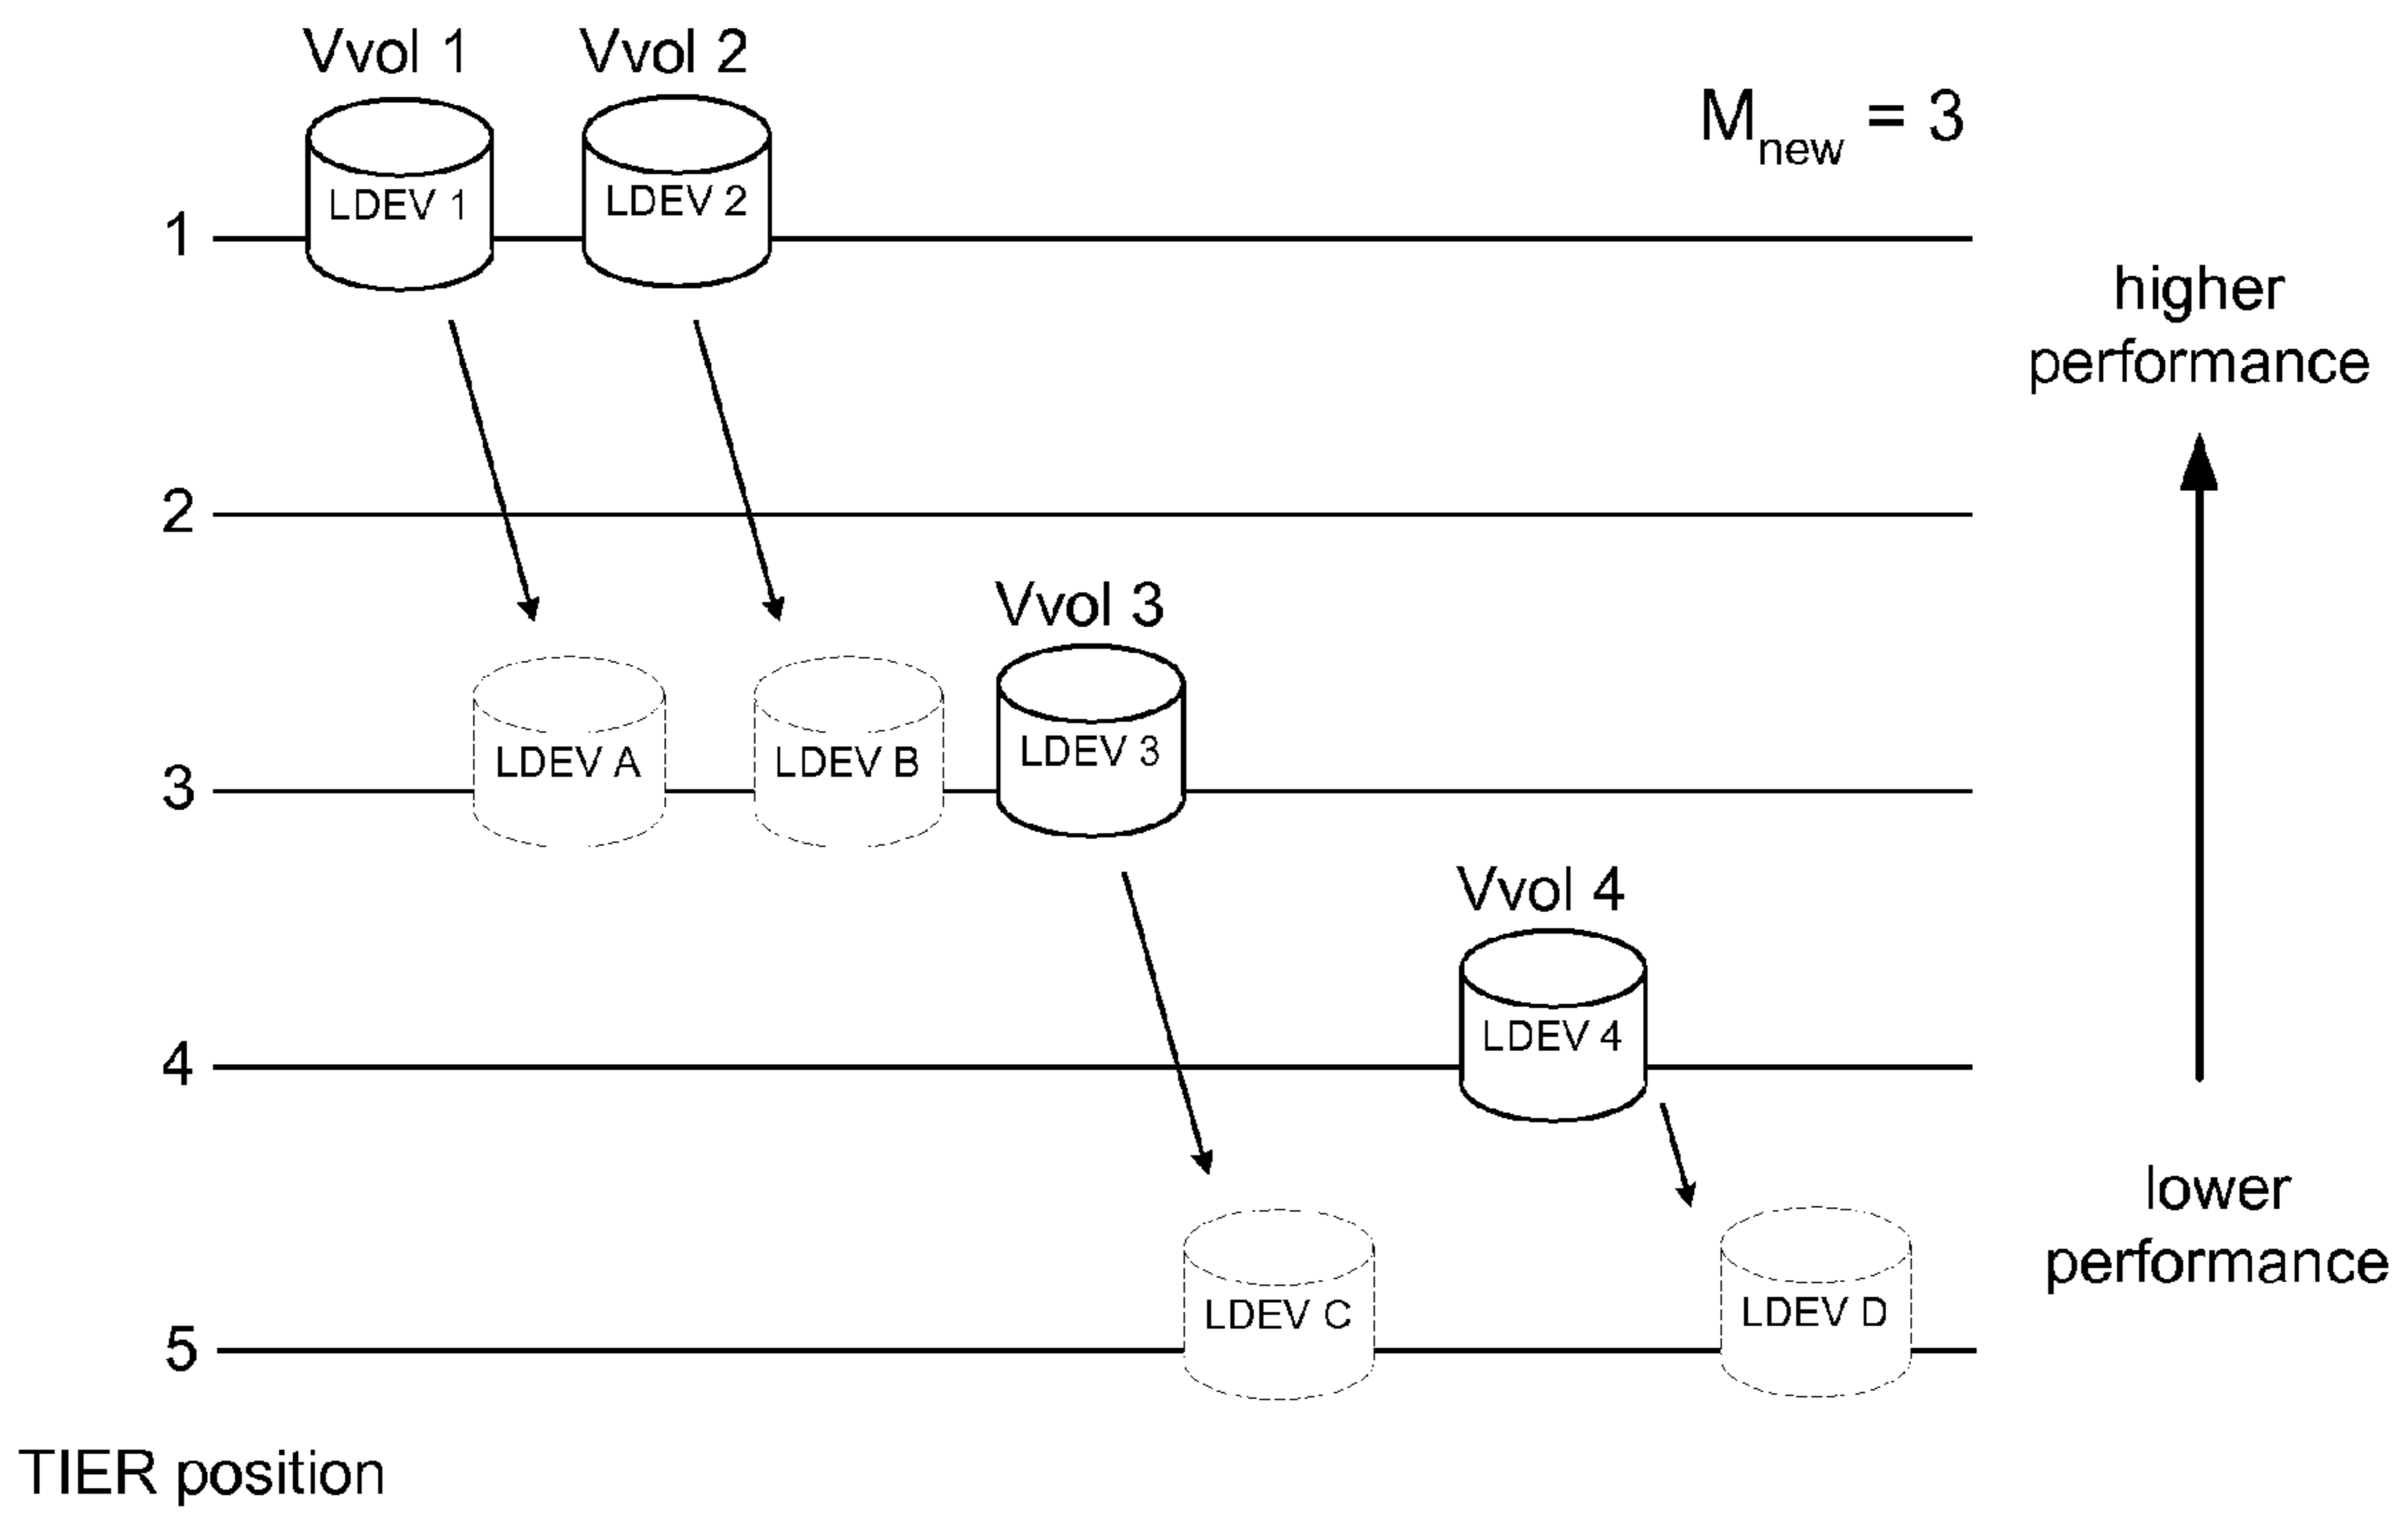 Vvol 1
Vvol 2
M_new = 3
LDEV 1
LDEV 2
1
higher
performance
2
Vvol 3
LDEV A
LDEV B
LDEV 3
3
Vvol 4
LDEV 4
4
lower
performance
LDEV C
LDEV D
5
TIER position